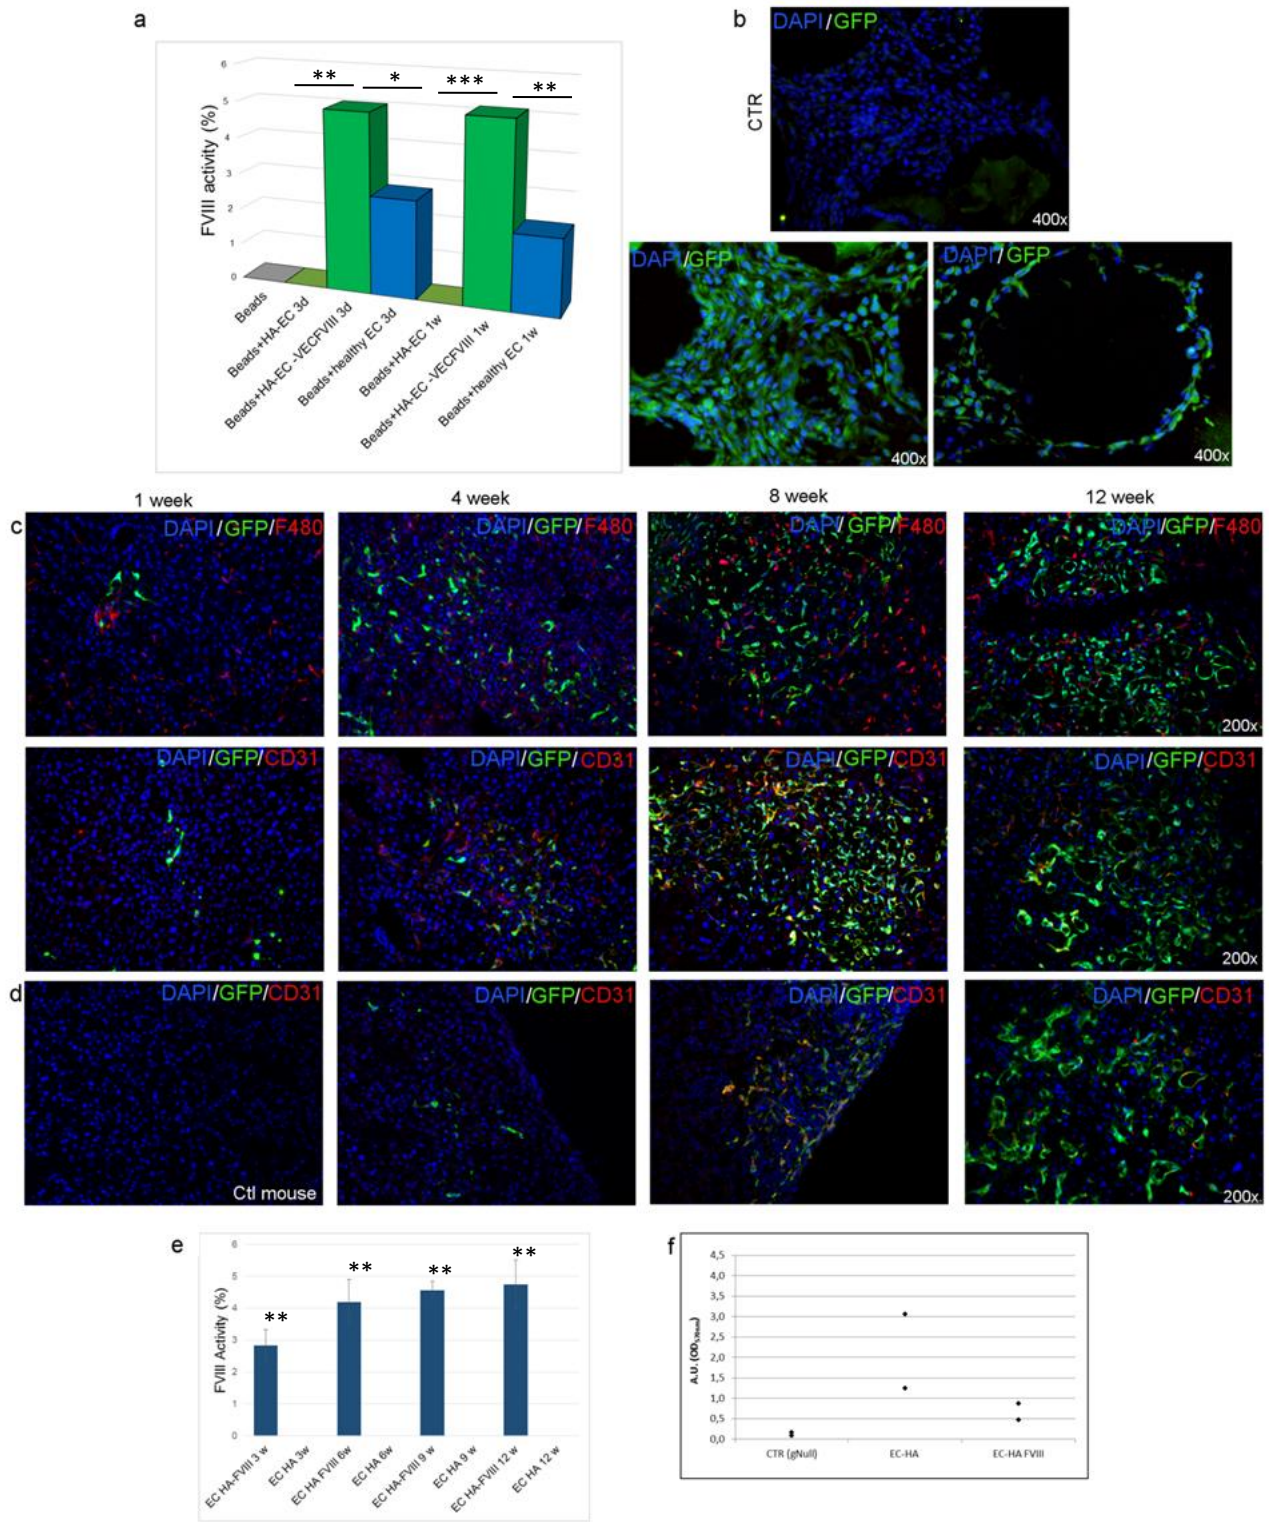 a
6
5
4
3
2
1
0
FVIII activity (%)
**
*
***
**
Beads
Beads+HA-EC 3d
Beads+HA-EC -VECFVIII 3d
Beads+healthy EC 3d
Beads+HA-EC 1w
Beads+HA-EC -VECFVIII 1w
Beads+healthy EC 1w
b
CTR
DAPI/GFP
400x
DAPI/GFP
400x
DAPI/GFP
400x
1 week
4 week
8 week
12 week
c
DAPI/GFP/F480
DAPI/GFP/F480
DAPI/GFP/F480
DAPI/GFP/F480
200x
DAPI/GFP/CD31
DAPI/GFP/CD31
DAPI/GFP/CD31
DAPI/GFP/CD31
200x
d
DAPI/GFP/CD31
Ctl mouse
DAPI/GFP/CD31
DAPI/GFP/CD31
DAPI/GFP/CD31
200x
e
6
5
4
3
2
1
0
FVIII Activity (%)
**
**
**
**
EC HA-FVIII 3 w
EC HA 3w
EC HA FVIII 6w
EC HA 6w
EC HA-FVIII 9 w
EC HA 9 w
EC HA-FVIII 12 w
EC HA 12 w
f
4,5
4,0
3,5
3,0
2,5
2,0
1,5
1,0
0,5
0,0
CTR (gNull)
EC-HA
EC-HA FVIII